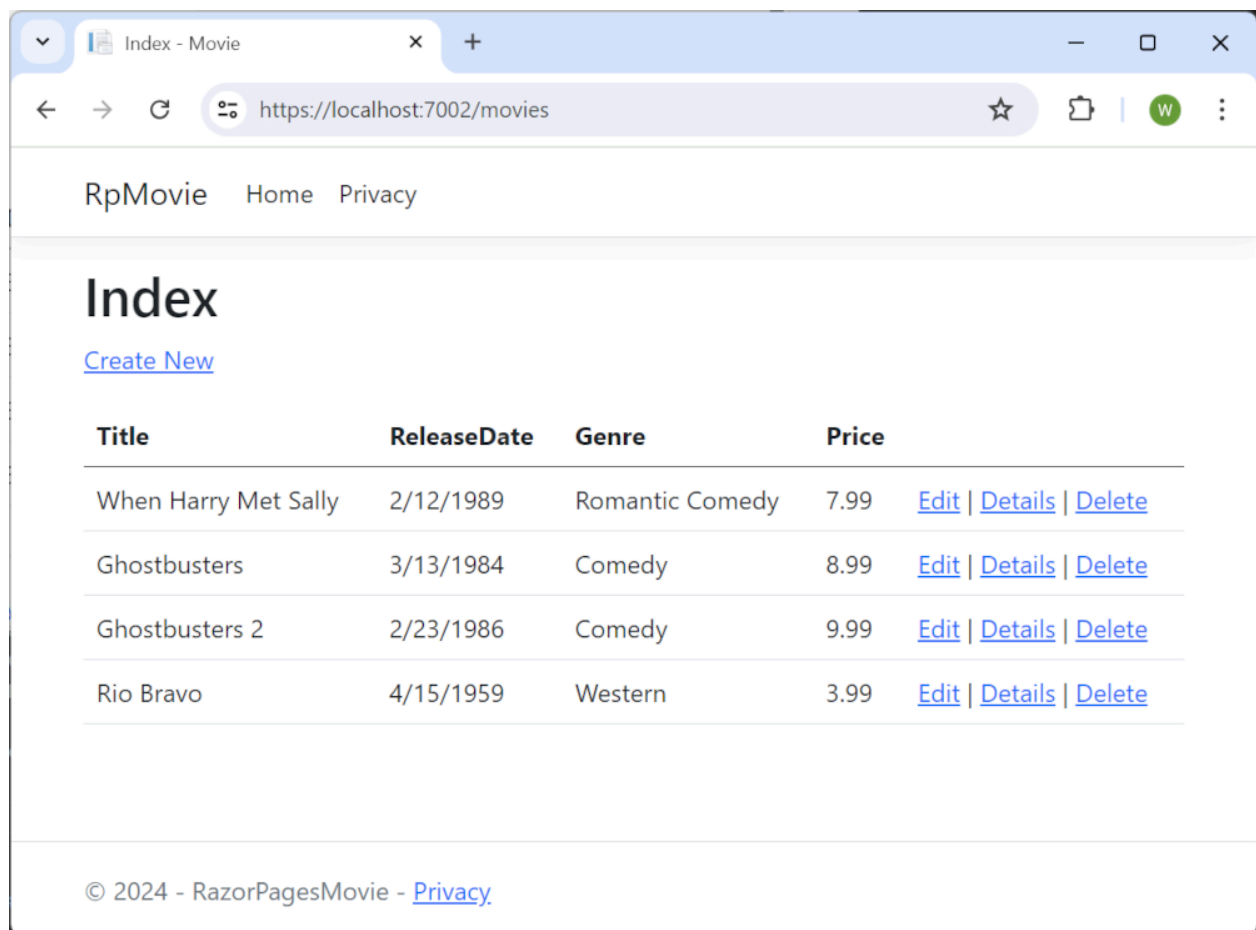 Index - Movie
https://localhost:7002/movies
W
RpMovie Home Privacy
Index
Create New
Title ReleaseDate Genre Price
When Harry Met Sally 2/12/1989 Romantic Comedy 7.99 Edit | Details | Delete
Ghostbusters 3/13/1984 Comedy 8.99 Edit | Details | Delete
Ghostbusters 2 2/23/1986 Comedy 9.99 Edit | Details | Delete
Rio Bravo 4/15/1959 Western 3.99 Edit | Details | Delete
© 2024 - RazorPagesMovie - Privacy